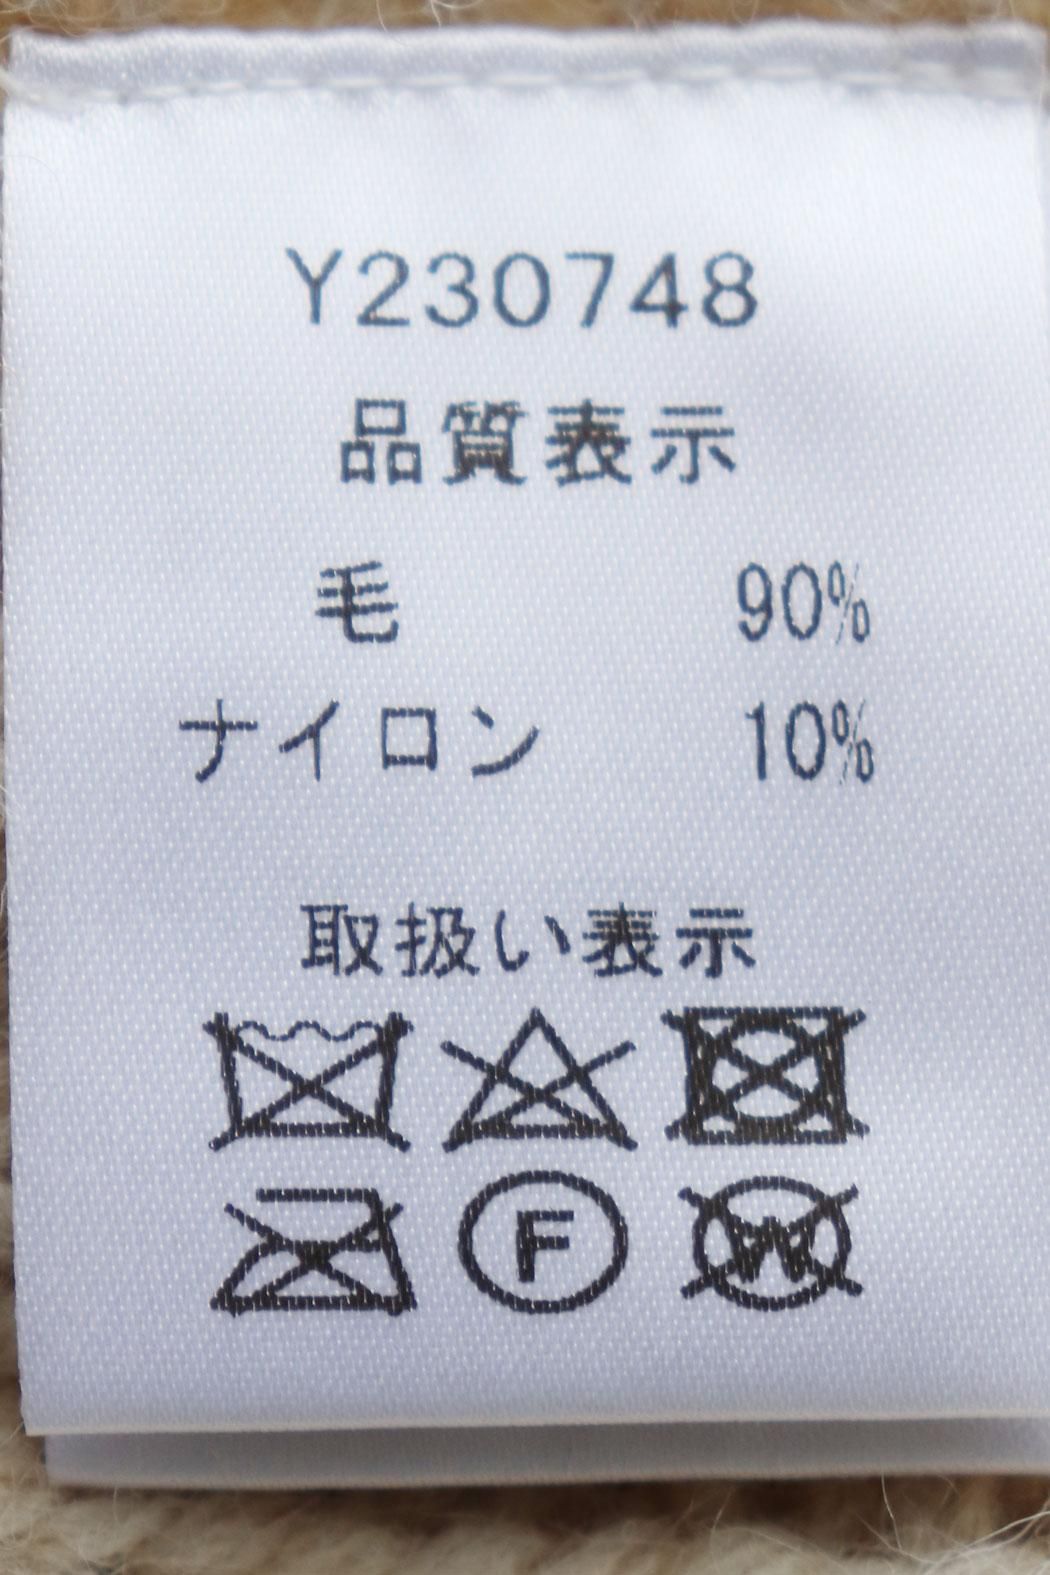 Y230748
品質表示
毛 90%
ナイロン 10%
取扱い表示
F W